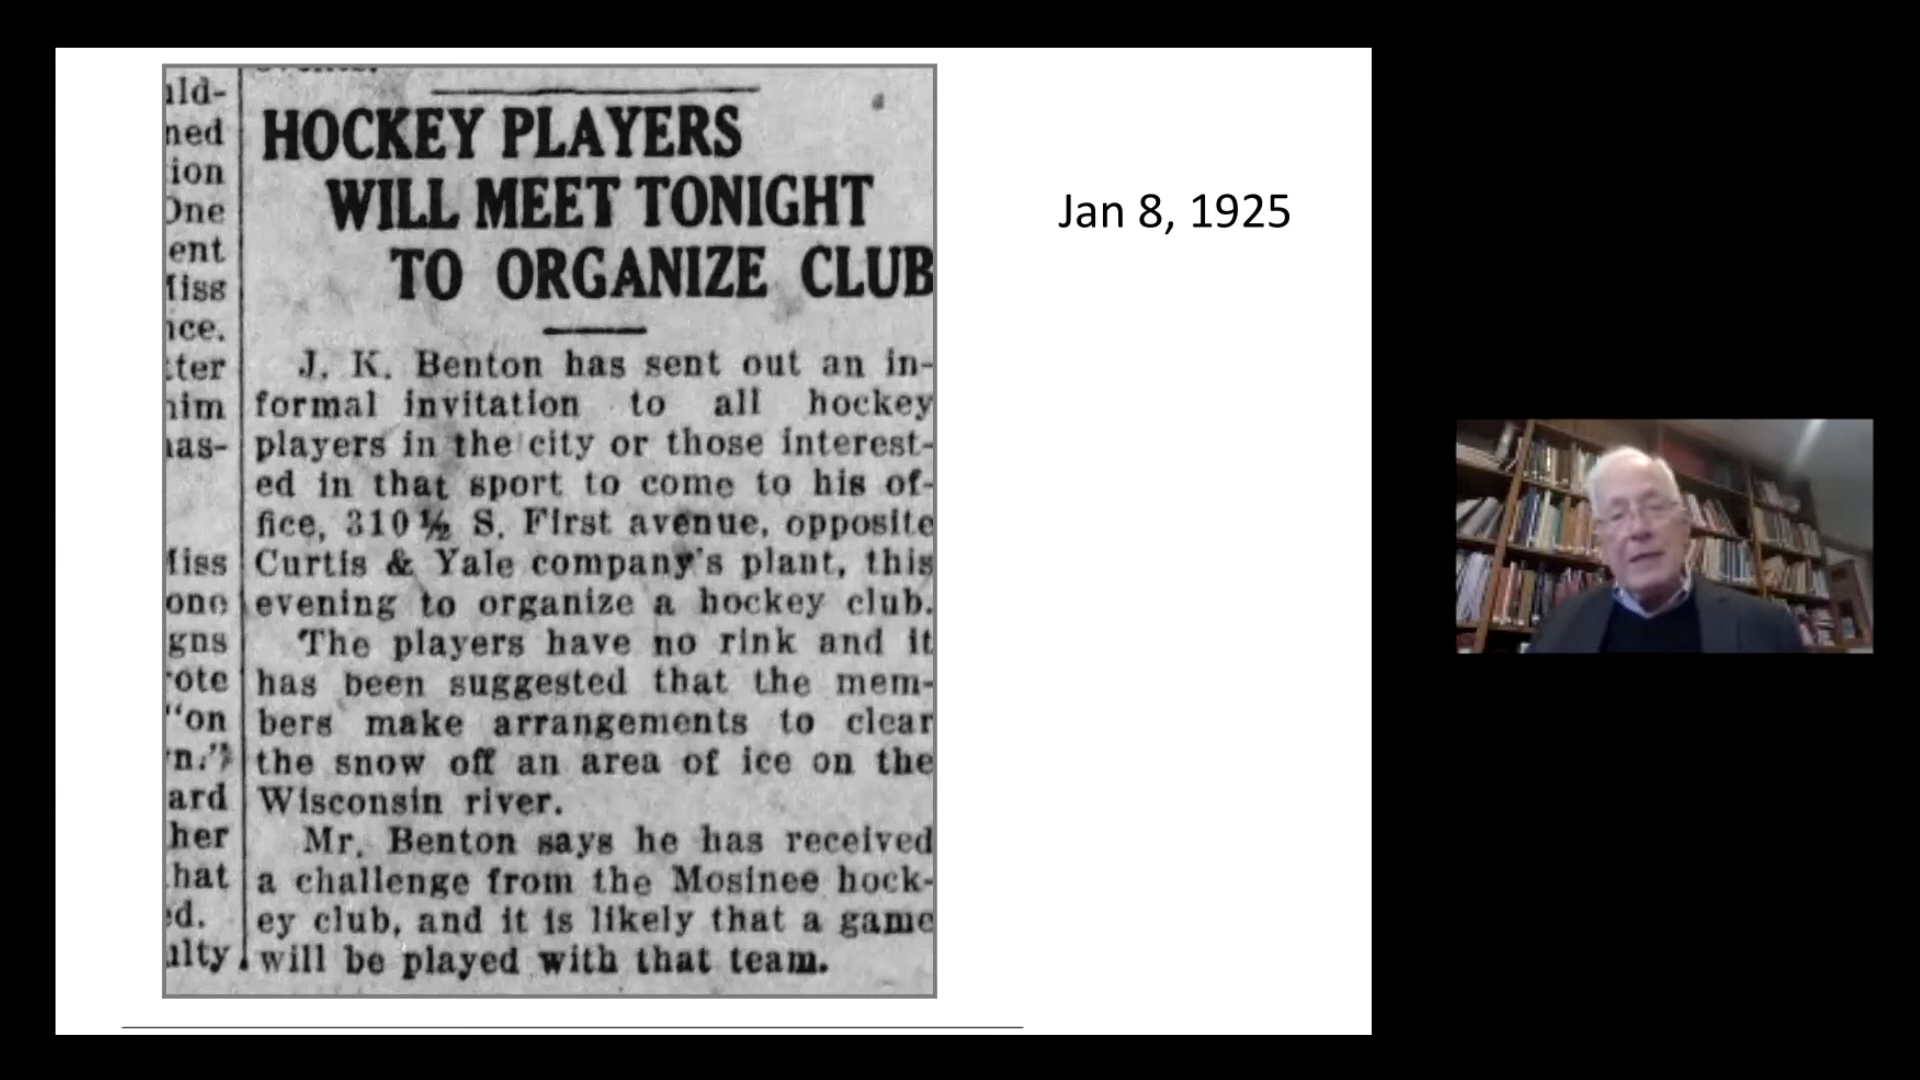 HOCKEY PLAYERS
WILL MEET TONIGHT
TO ORGANIZE CLUB
J. K. Benton has sent out an in-
formal invitation to all hockey
players in the city or those interest-
ed in that sport to come to his of-
fice, 310½ S. First avenue, opposite
Curtis & Yale company's plant, this
evening to organize a hockey club.
The players have no rink and it
has been suggested that the mem-
bers make arrangements to clear
the snow off an area of ice on the
Wisconsin river.
Mr. Benton says he has received
a challenge from the Mosinee hock-
ey club, and it is likely that a game
will be played with that team.
Jan 8, 1925